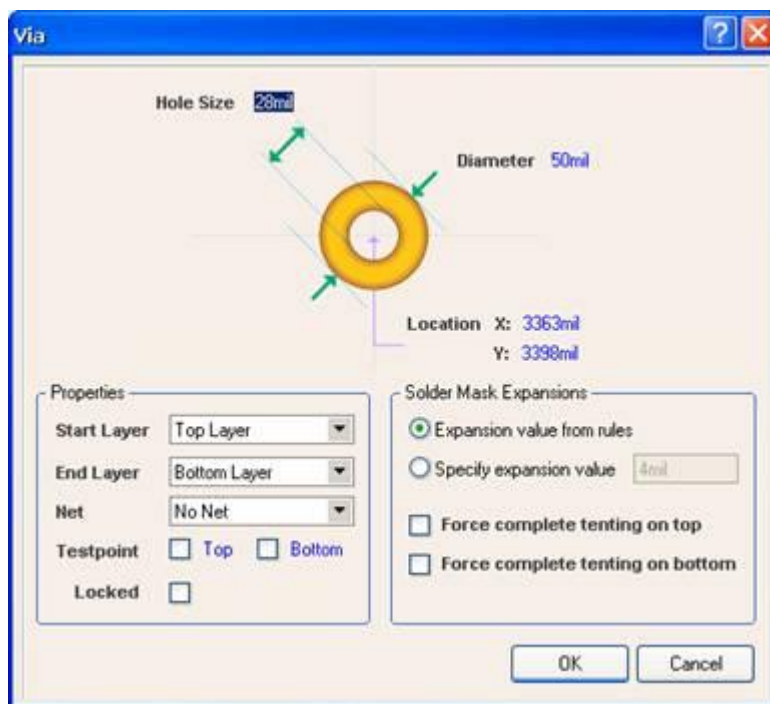 Via
Hole Size 28mil
Diameter 50mil
Location X: 3363mil
Y: 3398mil
Properties
Start Layer Top Layer
End Layer Bottom Layer
Net No Net
Testpoint Top Bottom
Locked
Solder Mask Expansions
Expansion value from rules
Specify expansion value 4mil
Force complete tenting on top
Force complete tenting on bottom
OK Cancel